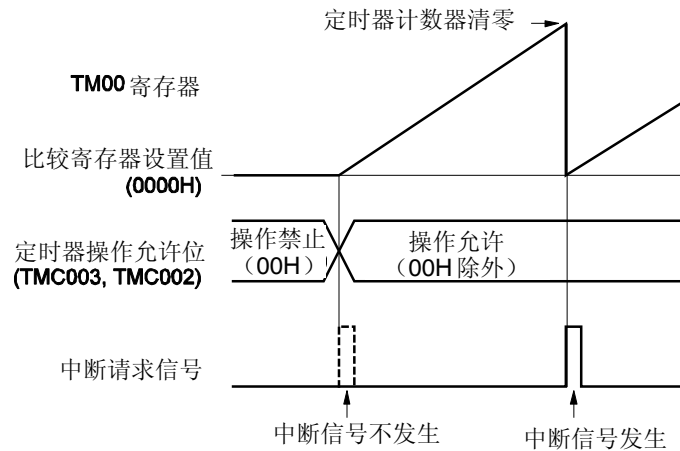 定时器计数器清零
TM00 寄存器
比较寄存器设置值
(0000H)
定时器操作允许位
(TMC003, TMC002)
操作禁止
（00H）
操作允许
（00H 除外）
中断请求信号
中断信号不发生
中断信号发生